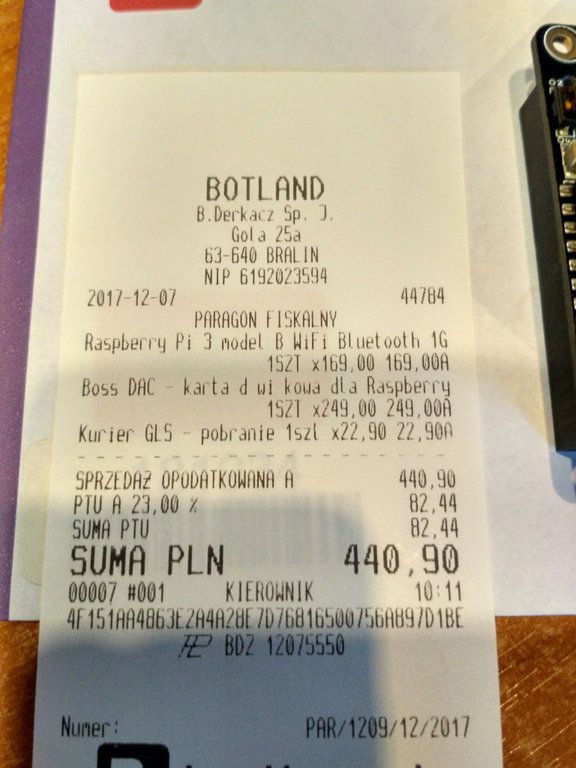 BOTLAND
B.Derkacz Sp. J.
Gola 25a
63-640 BRALIN
NIP 6192023594
2017-12-07 44784
PARAGON FISKALNY
Raspberry Pi 3 model B WiFi Bluetooth 1G
1SZT x169,00 169,00A
Boss DAC - karta d wi kowa dla Raspberry
1SZT x249,00 249,00A
Kurier GLS - pobranie 1szt x22,90 22,90A
SPRZEDAŻ OPODATKOWANA A 440,90
PTU A 23,00 % 82,44
SUMA PTU 82,44
SUMA PLN 440,90
00007 #001 KIEROWNIK 10:11
4F151AA4863E2A4A28E7D76816500756A897D1BE
BDZ 12075550
Numer: PAR/1209/12/2017